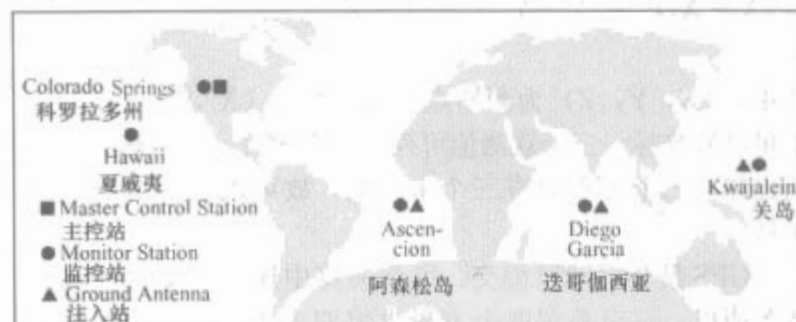 Colorado Springs
科罗拉多州
Hawaii
夏威夷
■ Master Control Station
主控站
● Monitor Station
监控站
▲ Ground Antenna
注入站
Ascen-
cion
阿森松岛
Diego
Garcia
迭哥伽西亚
Kwajalein
关岛